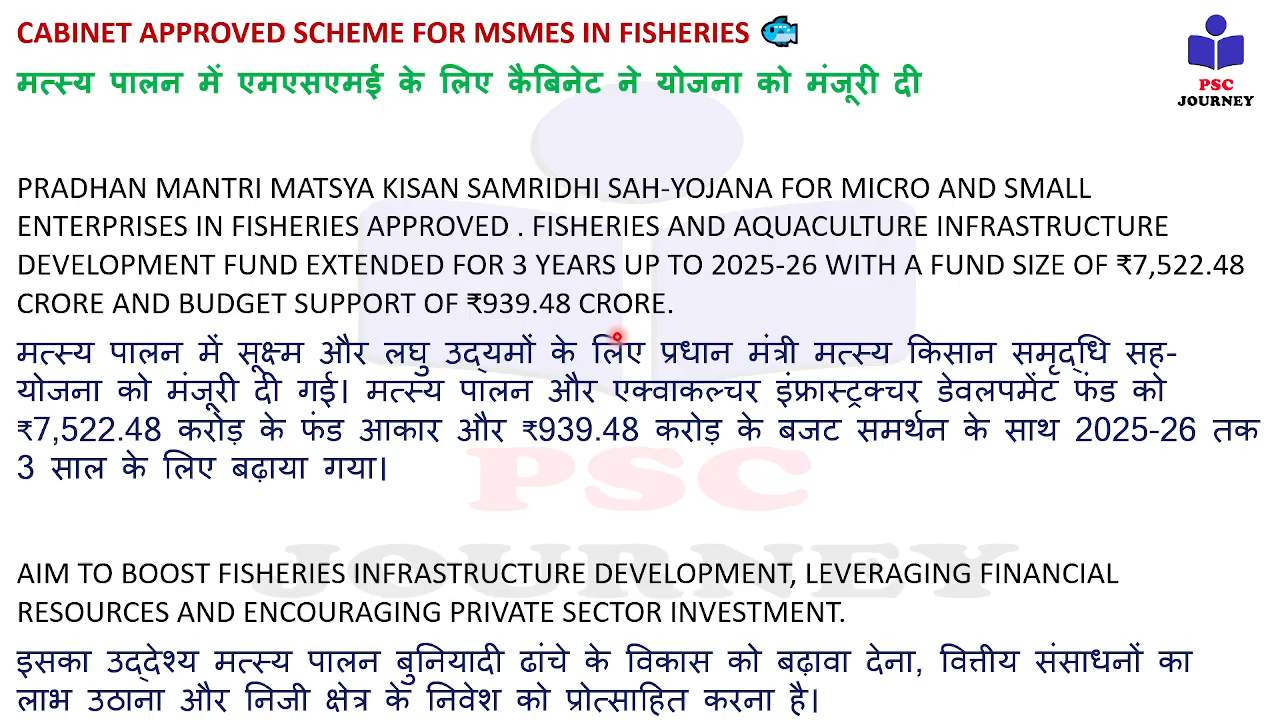 CABINET APPROVED SCHEME FOR MSMES IN FISHERIES
मत्स्य पालन में एमएसएमई के लिए कैबिनेट ने योजना को मंजूरी दी
PSC
JOURNEY
PRADHAN MANTRI MATSYA KISAN SAMRIDHI SAH-YOJANA FOR MICRO AND SMALL
ENTERPRISES IN FISHERIES APPROVED . FISHERIES AND AQUACULTURE INFRASTRUCTURE
DEVELOPMENT FUND EXTENDED FOR 3 YEARS UP TO 2025-26 WITH A FUND SIZE OF ₹7,522.48
CRORE AND BUDGET SUPPORT OF ₹939.48 CRORE.
मत्स्य पालन में सूक्ष्म और लघु उद्यमों के लिए प्रधान मंत्री मत्स्य किसान समृद्धि सह-
योजना को मंजूरी दी गई। मत्स्य पालन और एक्वाकल्चर इंफ्रास्ट्रक्चर डेवलपमेंट फंड को
₹7,522.48 करोड़ के फंड आकार और ₹939.48 करोड़ के बजट समर्थन के साथ 2025-26 तक
3 साल के लिए बढ़ाया गया।
PSC
JOURNEY
AIM TO BOOST FISHERIES INFRASTRUCTURE DEVELOPMENT, LEVERAGING FINANCIAL
RESOURCES AND ENCOURAGING PRIVATE SECTOR INVESTMENT.
इसका उद्देश्य मत्स्य पालन बुनियादी ढांचे के विकास को बढ़ावा देना, वित्तीय संसाधनों का
लाभ उठाना और निजी क्षेत्र के निवेश को प्रोत्साहित करना है।